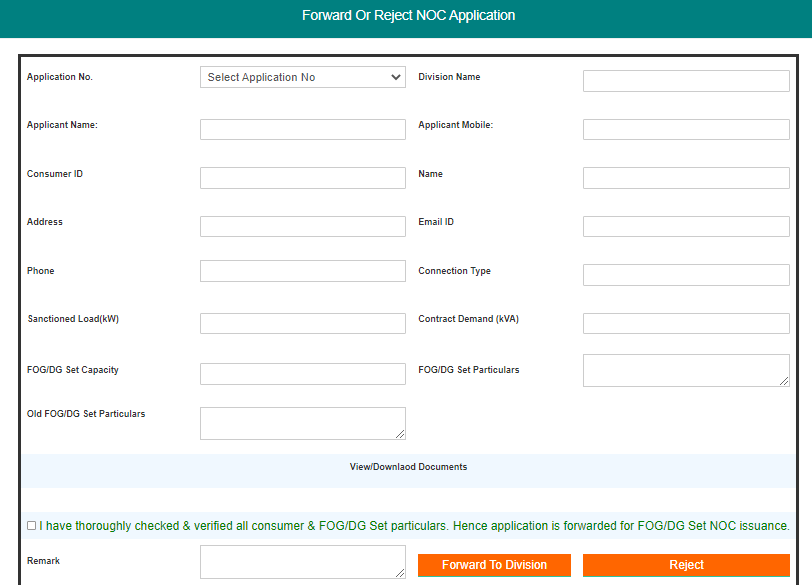 Forward Or Reject NOC Application
Application No. Select Application No Division Name
Applicant Name: Applicant Mobile:
Consumer ID Name
Address Email ID
Phone Connection Type
Sanctioned Load(kW) Contract Demand (kVA)
FOG/DG Set Capacity FOG/DG Set Particulars
Old FOG/DG Set Particulars
View/Downlaod Documents
I have thoroughly checked & verified all consumer & FOG/DG Set particulars. Hence application is forwarded for FOG/DG Set NOC issuance.
Remark Forward To Division Reject